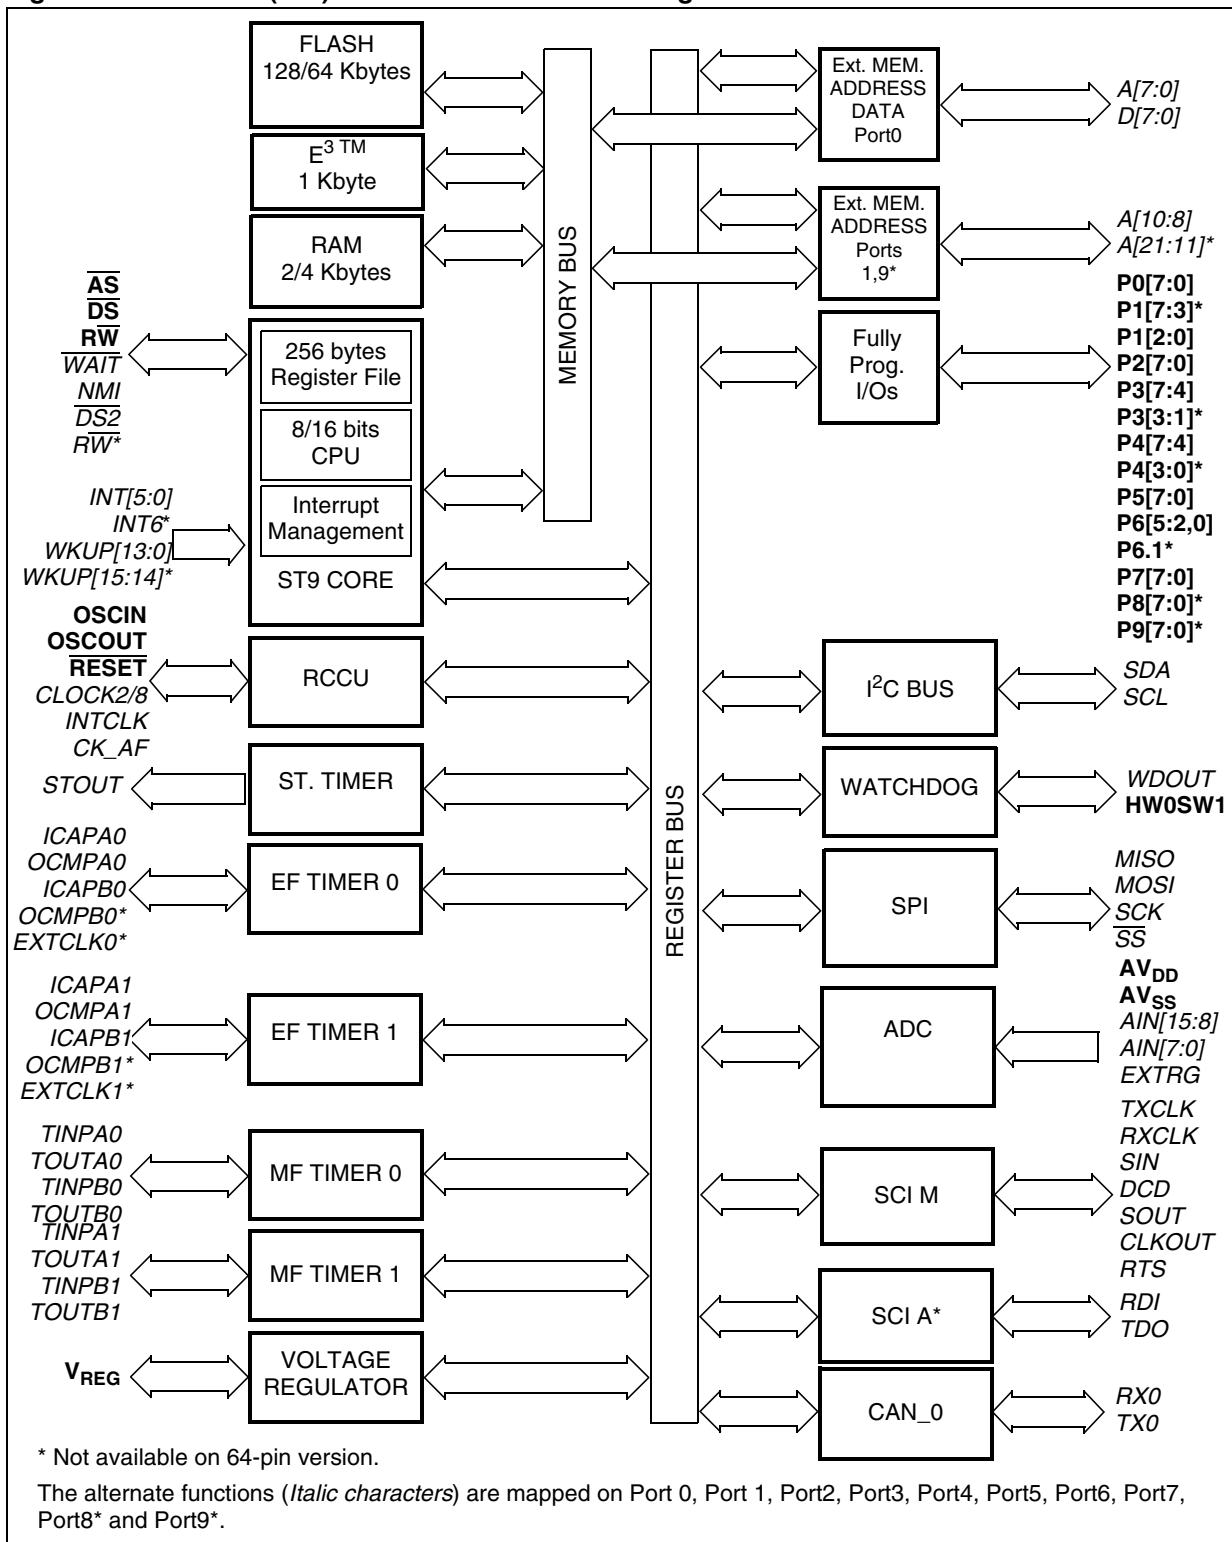 FLASH
128/64 Kbytes
E3 TM
1 Kbyte
RAM
2/4 Kbytes
AS
DS
RW
WAIT
NMI
DS2
RW*
256 bytes
Register File
8/16 bits
CPU
Interrupt
Management
ST9 CORE
INT[5:0]
INT6*
WKUP[13:0]
WKUP[15:14]*
OSCIN
OSCOUT
RESET
CLOCK2/8
INTCLK
CK_AF
RCCU
STOUT
ST. TIMER
ICAPA0
OCMPA0
ICAPB0
OCMPB0*
EXTCLK0*
EF TIMER 0
ICAPA1
OCMPA1
ICAPB1
OCMPB1*
EXTCLK1*
EF TIMER 1
TINPA0
TOUTA0
TINPB0
TOUTB0
MF TIMER 0
TINPA1
TOUTA1
TINPB1
TOUTB1
MF TIMER 1
VREG
VOLTAGE
REGULATOR
MEMORY BUS
REGISTER BUS
Ext. MEM.
ADDRESS
DATA
Port0
A[7:0]
D[7:0]
Ext. MEM.
ADDRESS
Ports
1,9*
A[10:8]
A[21:11]*
Fully
Prog.
I/Os
P0[7:0]
P1[7:3]*
P1[2:0]
P2[7:0]
P3[7:4]
P3[3:1]*
P4[7:4]
P4[3:0]*
P5[7:0]
P6[5:2,0]
P6.1*
P7[7:0]
P8[7:0]*
P9[7:0]*
I2C BUS
SDA
SCL
WATCHDOG
WDOUT
HW0SW1
SPI
MISO
MOSI
SCK
SS
ADC
AVDD
AVSS
AIN[15:8]
AIN[7:0]
EXTRG
SCI M
TXCLK
RXCLK
SIN
DCD
SOUT
CLKOUT
RTS
SCI A*
RDI
TDO
CAN_0
RX0
TX0
* Not available on 64-pin version.
The alternate functions (Italic characters) are mapped on Port 0, Port 1, Port2, Port3, Port4, Port5, Port6, Port7,
Port8* and Port9*.